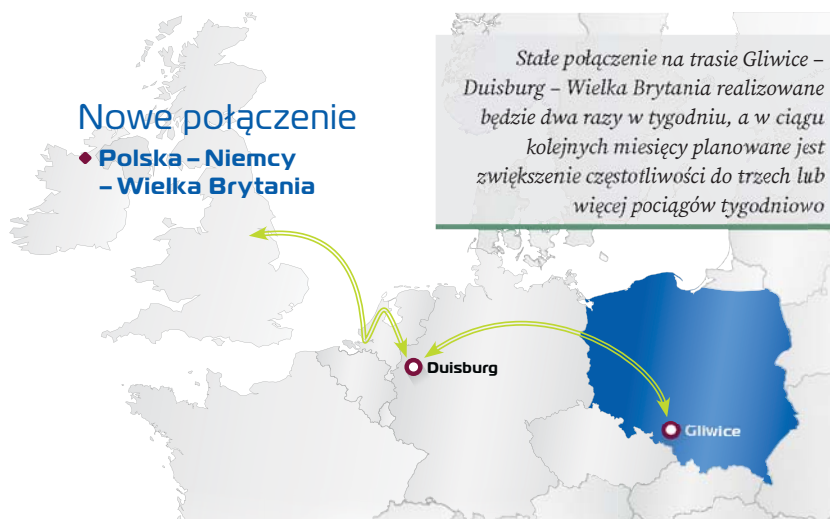 Nowe połączenie
Polska – Niemcy
– Wielka Brytania
Stałe połączenie na trasie Gliwice –
Duisburg – Wielka Brytania realizowane
będzie dwa razy w tygodniu, a w ciągu
kolejnych miesięcy planowane jest
zwiększenie częstotliwości do trzech lub
więcej pociągów tygodniowo
Duisburg
Gliwice